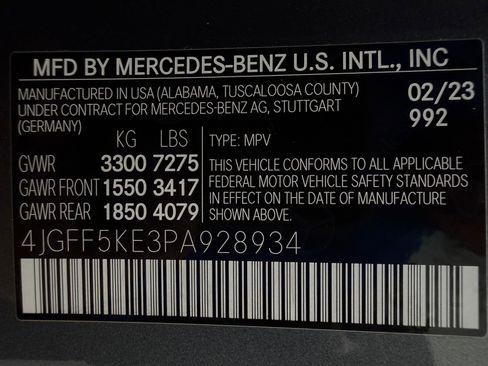 MFD BY MERCEDES-BENZ U.S. INTL., INC
MANUFACTURED IN USA (ALABAMA, TUSCALOOSA COUNTY) 02/23
UNDER CONTRACT FOR MERCEDES-BENZ AG, STUTTGART 992
(GERMANY)
KG LBS
TYPE: MPV
GVWR 3300 7275
GAWR FRONT 1550 3417
GAWR REAR 1850 4079
THIS VEHICLE CONFORMS TO ALL APPLICABLE
FEDERAL MOTOR VEHICLE SAFETY STANDARDS
IN EFFECT ON THE DATE OF MANUFACTURE
SHOWN ABOVE.
4JGFF5KE3PA928934